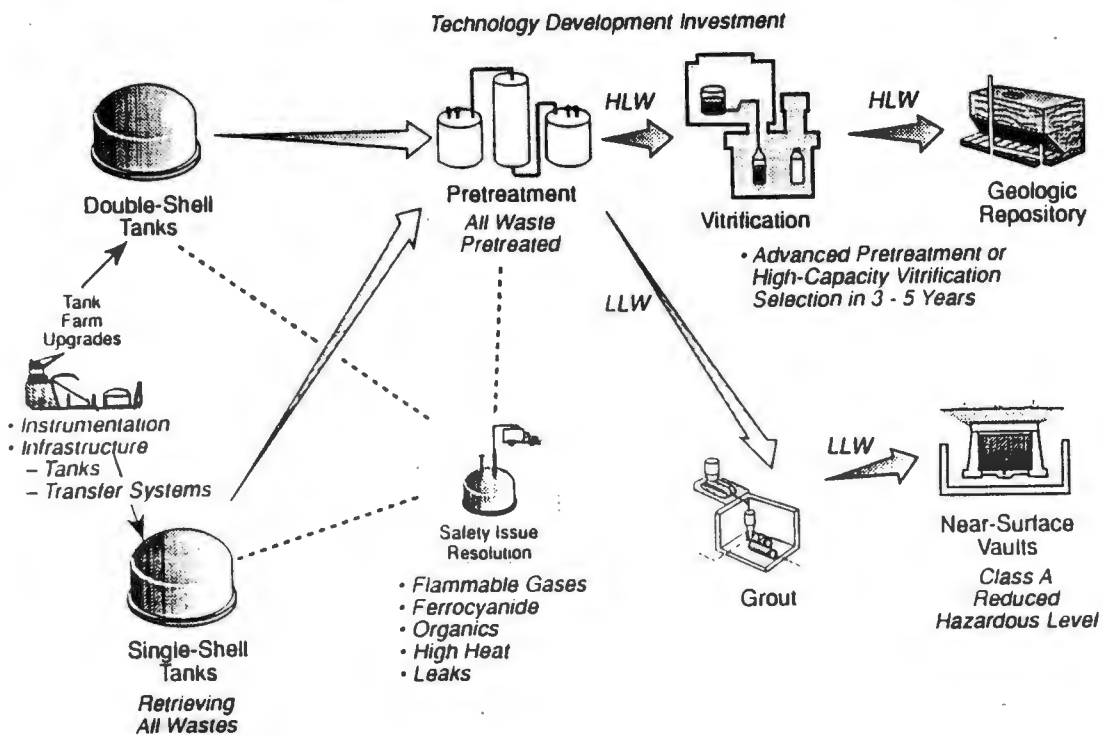 Technology Development Investment
HLW
HLW
Double-Shell
Tanks
Pretreatment
All Waste
Pretreated
Vitrification
• Advanced Pretreatment or
High-Capacity Vitrification
Selection in 3 - 5 Years
Geologic
Repository
LLW
Tank
Farm
Upgrades
• Instrumentation
• Infrastructure
– Tanks
– Transfer Systems
Single-Shell
Tanks
Retrieving
All Wastes
Safety Issue
Resolution
• Flammable Gases
• Ferrocyanide
• Organics
• High Heat
• Leaks
Grout
LLW
Near-Surface
Vaults
Class A
Reduced
Hazardous Level